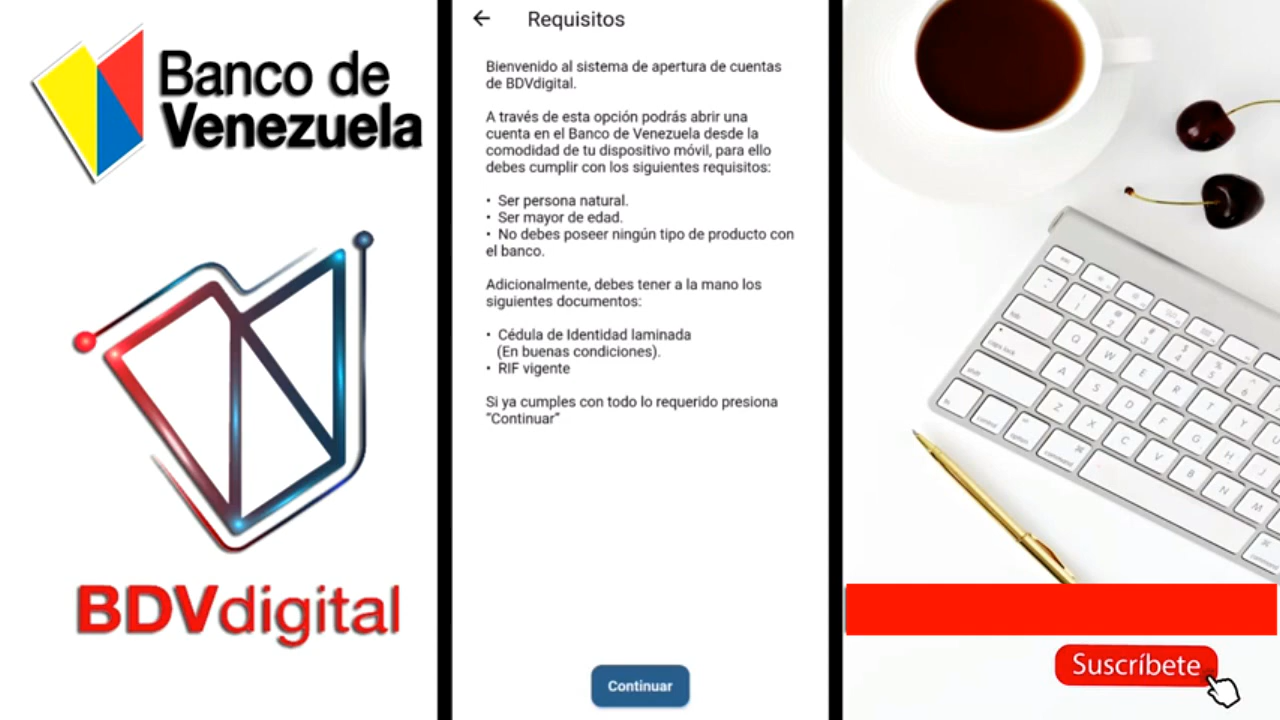 Banco de
Venezuela
BDVdigital
Requisitos
Bienvenido al sistema de apertura de cuentas
de BDVdigital.
A través de esta opción podrás abrir una
cuenta en el Banco de Venezuela desde la
comodidad de tu dispositivo móvil, para ello
debes cumplir con los siguientes requisitos:
• Ser persona natural.
• Ser mayor de edad.
• No debes poseer ningún tipo de producto con
el banco.
Adicionalmente, debes tener a la mano los
siguientes documentos:
• Cédula de Identidad laminada
(En buenas condiciones).
• RIF vigente
Si ya cumples con todo lo requerido presiona
"Continuar"
Continuar
Suscríbete